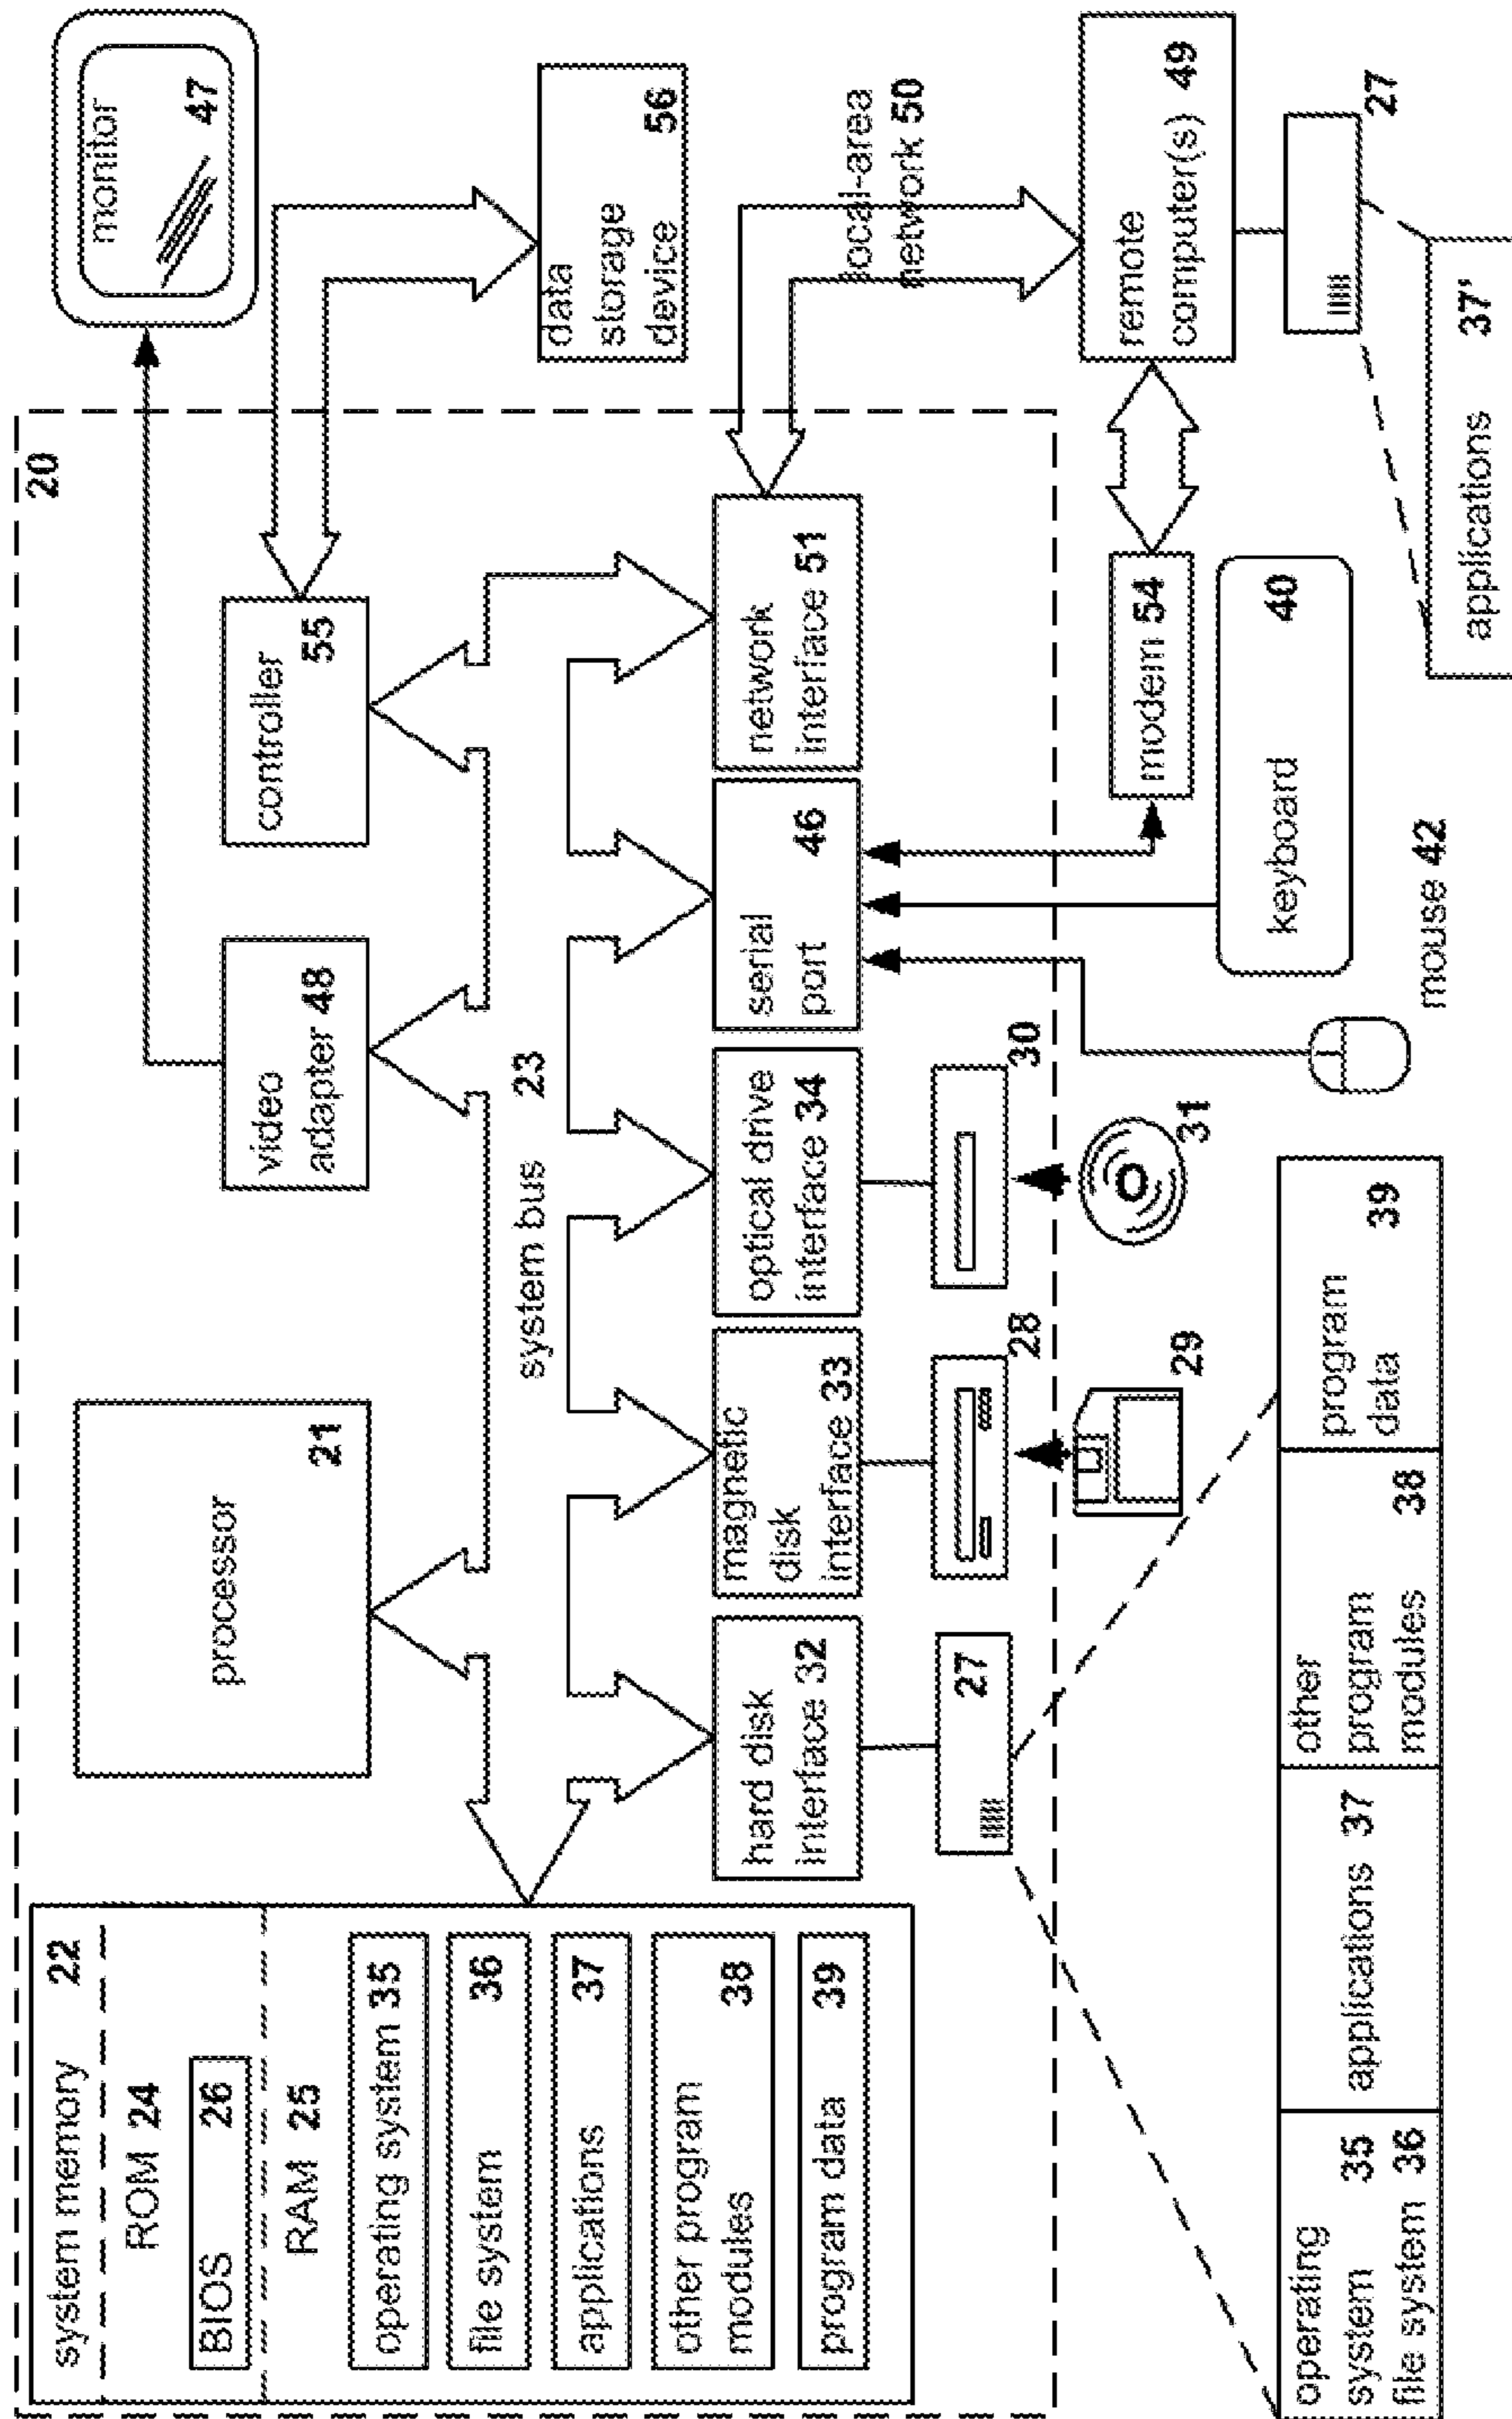 20
system memory 22
ROM 24
BIOS 26
RAM 25
operating system 35
file system 36
applications 37
other program
modules 38
program data 39
processor
21
video
adapter 48
controller
55
monitor
47
data
storage
device 56
system bus 23
hard disk
interface 32
magnetic
disk
interface 33
optical drive
interface 34
serial
port 46
network
interface 51
local-area
network 50
27
28
29
30
31
modem 54
remote
computer(s) 49
27
keyboard
40
mouse 42
operating
system 35
file system 36
applications 37
other
program
modules 38
program
data 39
applications 37'